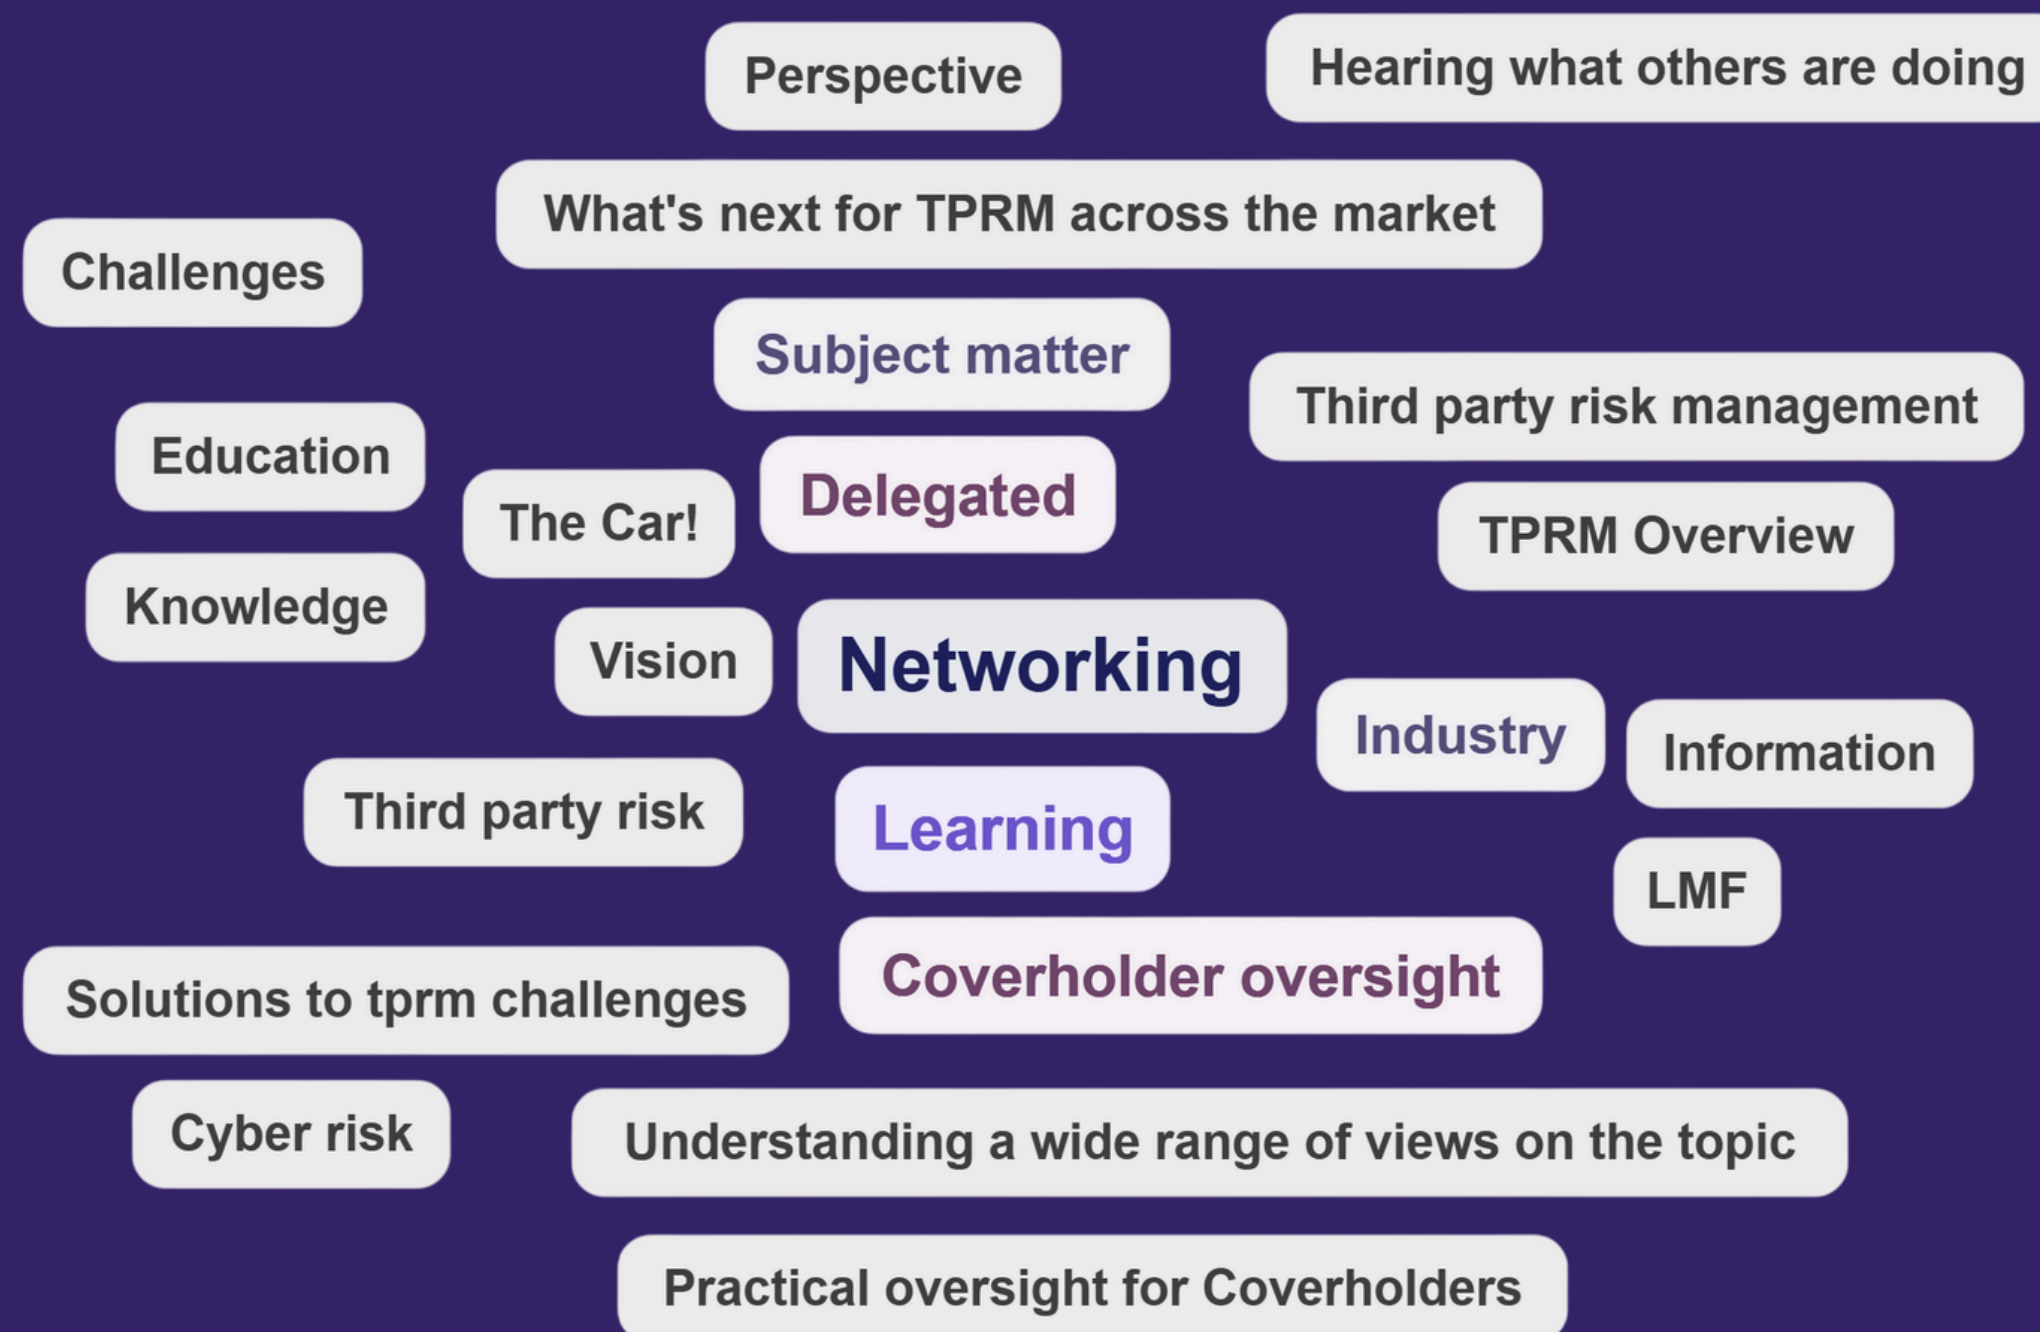 Perspective
Hearing what others are doing
What's next for TPRM across the market
Challenges
Subject matter
Third party risk management
Education
Delegated
The Car!
TPRM Overview
Knowledge
Vision
Networking
Industry
Information
Third party risk
Learning
LMF
Coverholder oversight
Solutions to tprm challenges
Cyber risk
Understanding a wide range of views on the topic
Practical oversight for Coverholders